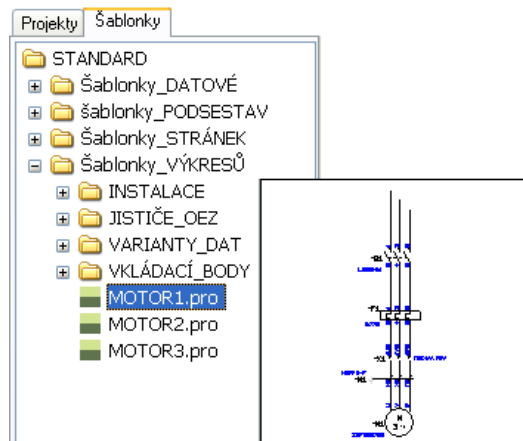 Projekty Šablonky
STANDARD
Šablonky_DATOVÉ
šablonky_PODSESTAV
Šablonky_STRÁNEK
Šablonky_VÝKRESŮ
INSTALACE
JISTIČE_OEZ
VARIANTY_DAT
VKLÁDACÍ_BODY
MOTOR1.pro
MOTOR2.pro
MOTOR3.pro
M